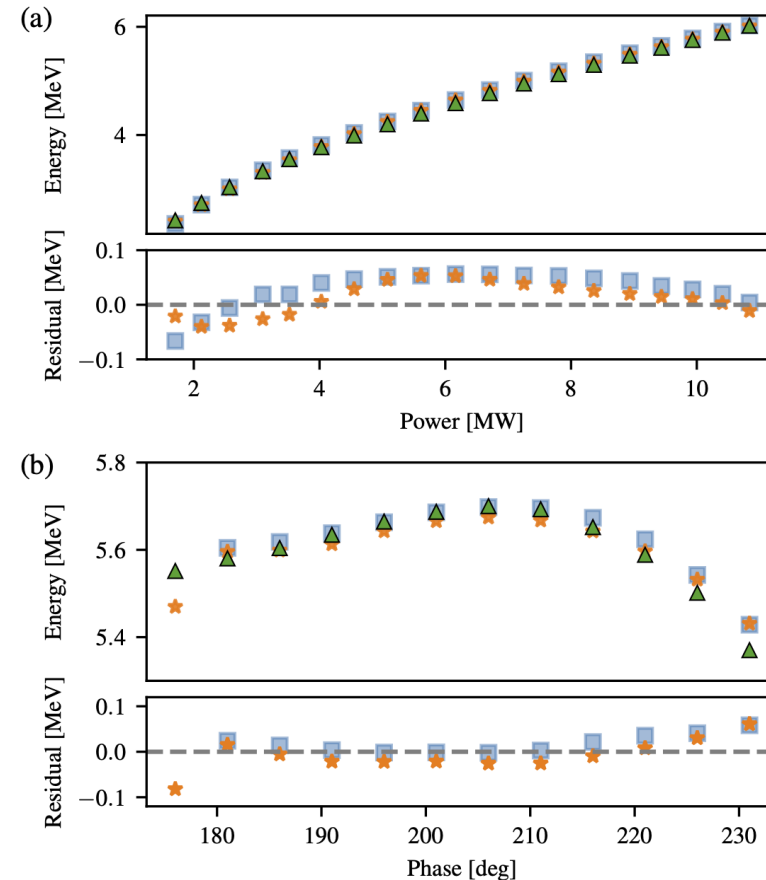 (a)
6
4
Energy [MeV]
0.1
0.0
−0.1
Residual [MeV]
2 4 6 8 10
Power [MW]
(b)
5.8
5.6
5.4
Energy [MeV]
0.1
0.0
−0.1
Residual [MeV]
180 190 200 210 220 230
Phase [deg]